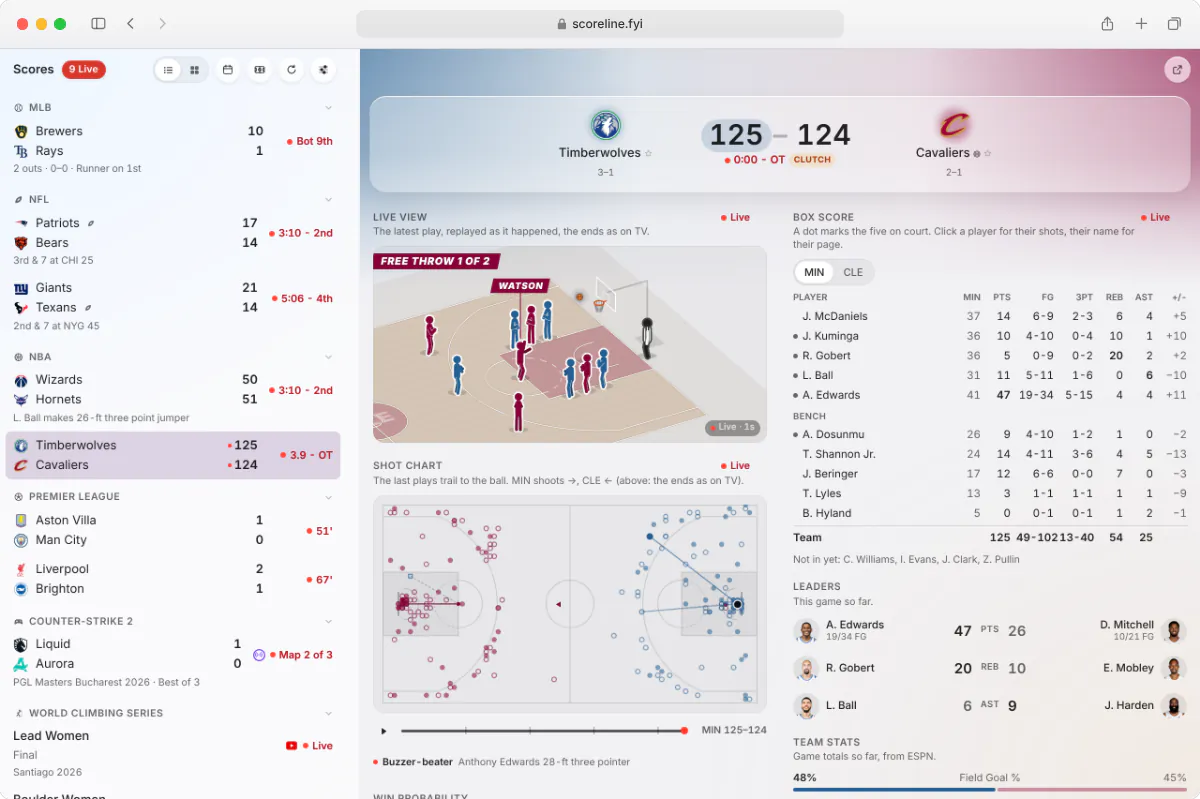 scoreline.fyi
Scores
9 Live
MLB
Brewers 10
Rays 1
Bot 9th
2 outs · 0–0 · Runner on 1st
NFL
Patriots 17
Bears 14
3:10 - 2nd
3rd & 7 at CHI 25
Giants 21
Texans 14
5:06 - 4th
2nd & 7 at NYG 45
NBA
Wizards 50
Hornets 51
3:10 - 2nd
L. Ball makes 26-ft three point jumper
Timberwolves 125
Cavaliers 124
3.9 - OT
PREMIER LEAGUE
Aston Villa 1
Man City 0
51'
Liverpool 2
Brighton 1
67'
COUNTER-STRIKE 2
Liquid 1
Aurora 0
Map 2 of 3
PGL Masters Bucharest 2026 · Best of 3
WORLD CLIMBING SERIES
Lead Women
Live
Final
Santiago 2026
Boulder Women
Timberwolves
3–1
125 – 124
0:00 - OT CLUTCH
Cavaliers
2–1
LIVE VIEW
Live
The latest play, replayed as it happened, the ends as on TV.
FREE THROW 1 OF 2
WATSON
Live · 1s
SHOT CHART
Live
The last plays trail to the ball. MIN shoots →, CLE ← (above: the ends as on TV).
MIN 125–124
Buzzer-beater Anthony Edwards 28-ft three pointer
WIN PROBABILITY
BOX SCORE
Live
A dot marks the five on court. Click a player for their shots, their name for
their page.
MIN CLE
PLAYER MIN PTS FG 3PT REB AST +/-
J. McDaniels 37 14 6-9 2-3 6 4 +5
J. Kuminga 36 10 4-10 0-4 10 1 +10
R. Gobert 36 5 0-9 0-2 20 2 +2
L. Ball 31 11 5-11 1-6 0 6 −10
A. Edwards 41 47 19-34 5-15 4 4 +11
BENCH
A. Dosunmu 26 9 4-10 1-2 1 0 −2
T. Shannon Jr. 24 14 4-11 3-6 4 5 −13
J. Beringer 17 12 6-6 0-0 7 0 −3
T. Lyles 13 3 1-1 1-1 1 1 −9
B. Hyland 5 0 0-1 0-1 1 2 −1
Team 125 49-102 13-40 54 25
Not in yet: C. Williams, I. Evans, J. Clark, Z. Pullin
LEADERS
This game so far.
A. Edwards 47 PTS 26 D. Mitchell
19/34 FG 10/21 FG
R. Gobert 20 REB 10 E. Mobley
L. Ball 6 AST 9 J. Harden
TEAM STATS
Game totals so far, from ESPN.
48% Field Goal % 45%